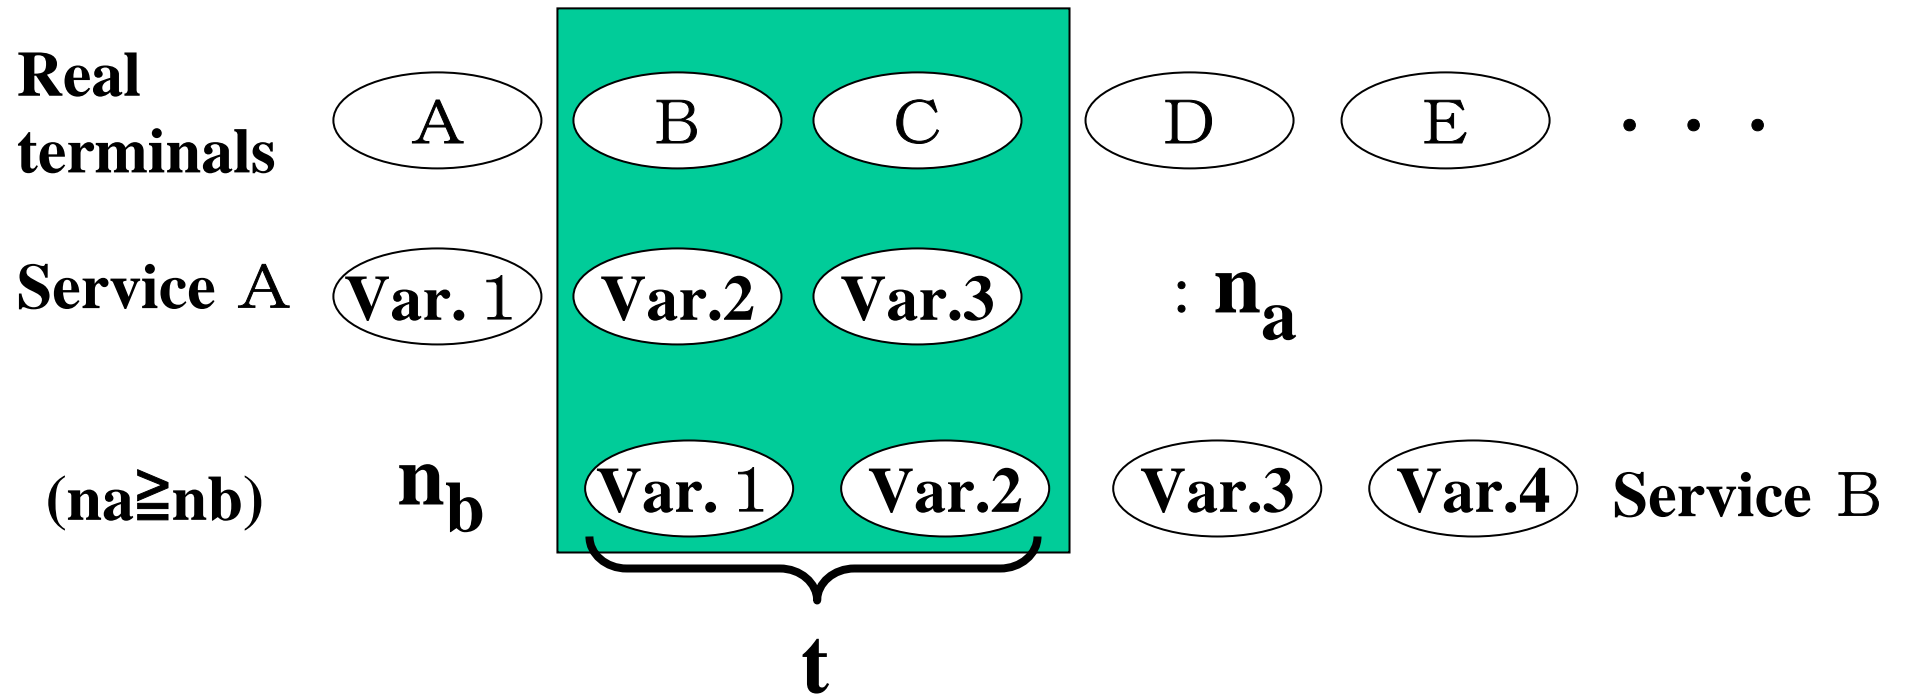 Real
terminals
A B C D E ・・・
Service A Var. 1 Var.2 Var.3 : na
(na≧nb) nb Var. 1 Var.2 Var.3 Var.4 Service B
t